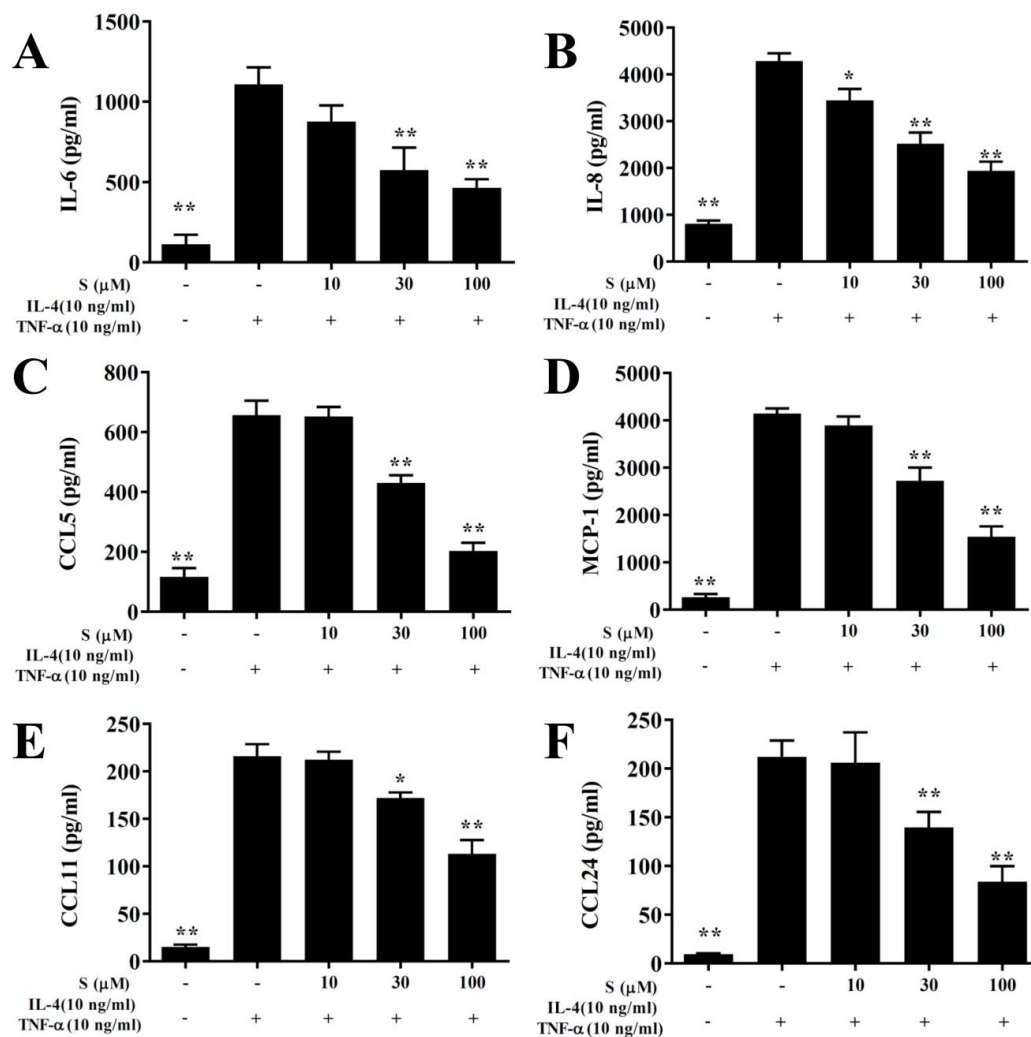 A
IL-6 (pg/ml)
1500
1000
500
0
**
**
**
S (μM) - - 10 30 100
IL-4(10 ng/ml)
TNF-α (10 ng/ml) - + + + +
B
IL-8 (pg/ml)
5000
4000
3000
2000
1000
0
**
*
**
**
S (μM) - - 10 30 100
IL-4(10 ng/ml)
TNF-α (10 ng/ml) - + + + +
C
CCL5 (pg/ml)
800
600
400
200
0
**
**
**
S (μM) - - 10 30 100
IL-4(10 ng/ml)
TNF-α (10 ng/ml) - + + + +
D
MCP-1 (pg/ml)
5000
4000
3000
2000
1000
0
**
**
**
S (μM) - - 10 30 100
IL-4(10 ng/ml)
TNF-α (10 ng/ml) - + + + +
E
CCL11 (pg/ml)
250
200
150
100
50
0
**
*
**
S (μM) - - 10 30 100
IL-4(10 ng/ml)
TNF-α (10 ng/ml) - + + + +
F
CCL24 (pg/ml)
250
200
150
100
50
0
**
**
**
S (μM) - - 10 30 100
IL-4(10 ng/ml)
TNF-α (10 ng/ml) - + + + +